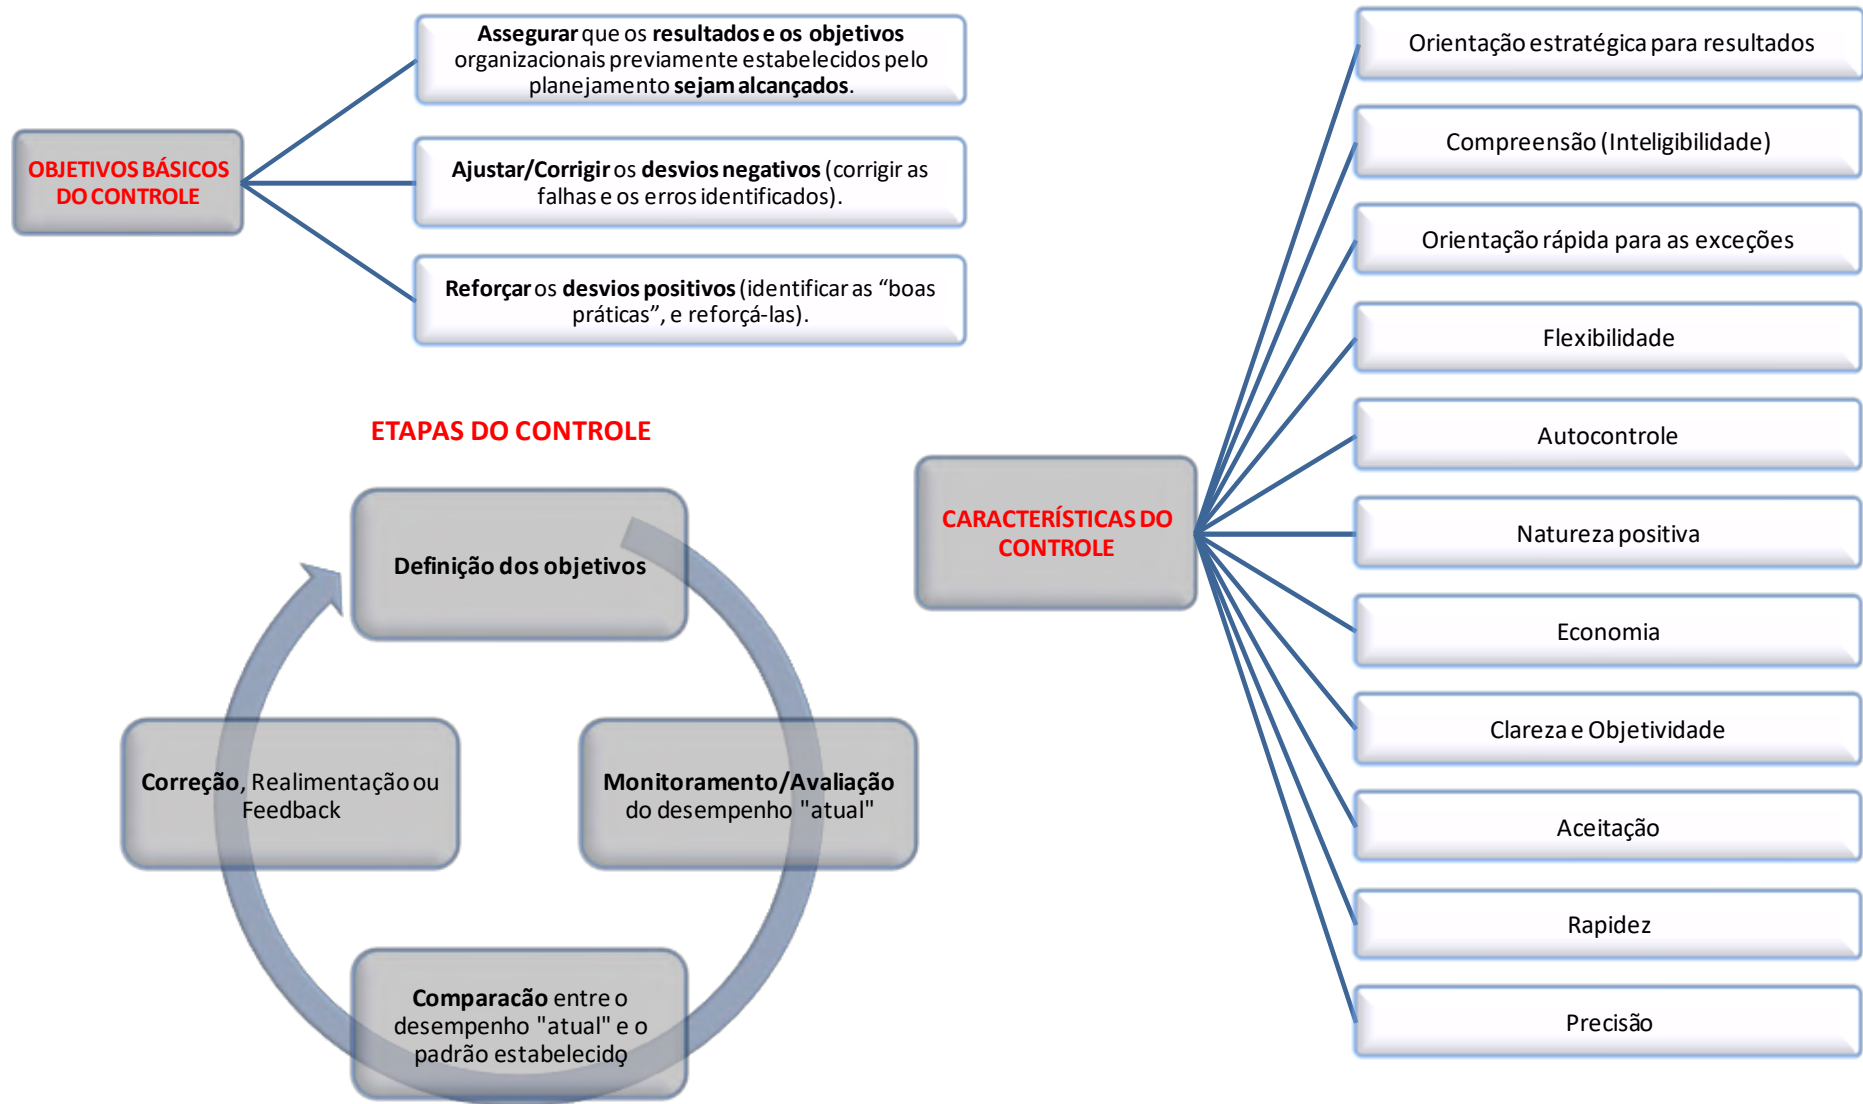 OBJETIVOS BÁSICOS
DO CONTROLE
Assegurar que os resultados e os objetivos
organizacionais previamente estabelecidos pelo
planejamento sejam alcançados.
Ajustar/Corrigir os desvios negativos (corrigir as
falhas e os erros identificados).
Reforçar os desvios positivos (identificar as “boas
práticas”, e reforçá-las).
ETAPAS DO CONTROLE
Definição dos objetivos
Monitoramento/Avaliação
do desempenho "atual"
Comparacão entre o
desempenho "atual" e o
padrão estabelecido
Correção, Realimentação ou
Feedback
CARACTERÍSTICAS DO
CONTROLE
Orientação estratégica para resultados
Compreensão (Inteligibilidade)
Orientação rápida para as exceções
Flexibilidade
Autocontrole
Natureza positiva
Economia
Clareza e Objetividade
Aceitação
Rapidez
Precisão